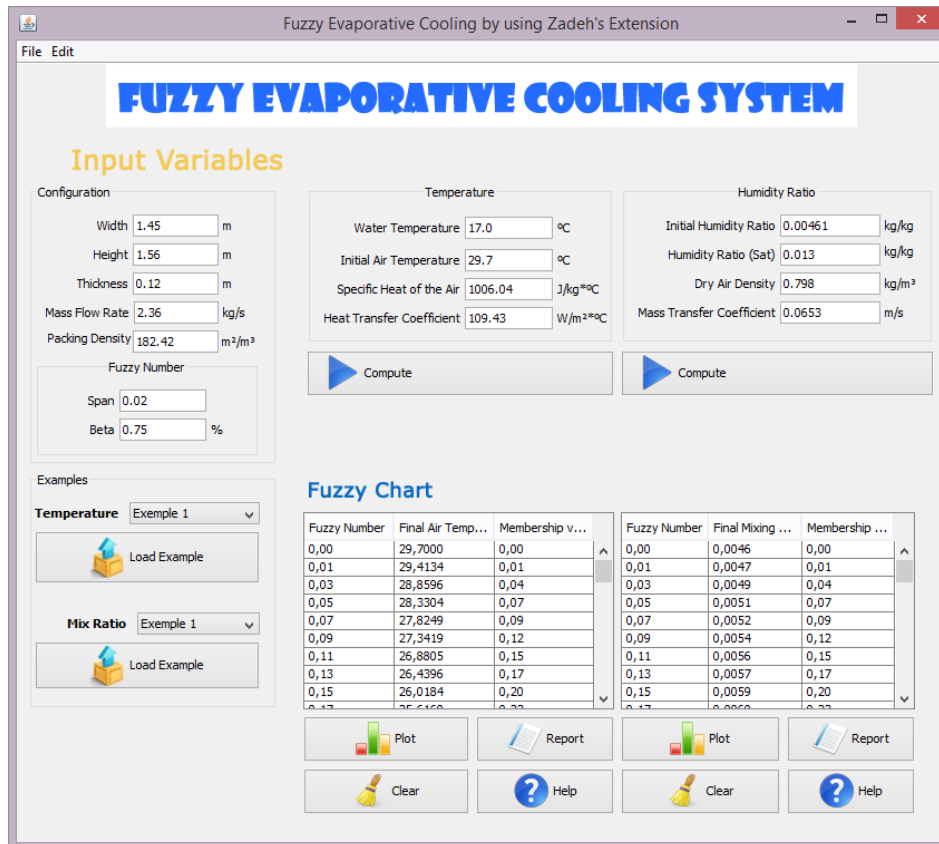 Fuzzy Evaporative Cooling by using Zadeh's Extension
File Edit
FUZZY EVAPORATIVE COOLING SYSTEM
Input Variables
Configuration
Width 1.45 m
Height 1.56 m
Thickness 0.12 m
Mass Flow Rate 2.36 kg/s
Packing Density 182.42 m²/m³
Fuzzy Number
Span 0.02
Beta 0.75 %
Temperature
Water Temperature 17.0 ºC
Initial Air Temperature 29.7 ºC
Specific Heat of the Air 1006.04 J/kg*ºC
Heat Transfer Coefficient 109.43 W/m²*ºC
Compute
Humidity Ratio
Initial Humidity Ratio 0.00461 kg/kg
Humidity Ratio (Sat) 0.013 kg/kg
Dry Air Density 0.798 kg/m³
Mass Transfer Coefficient 0.0653 m/s
Compute
Examples
Temperature Exemple 1
Load Example
Mix Ratio Exemple 1
Load Example
Fuzzy Chart
Fuzzy Number Final Air Temp... Membership v...
0,00 29,7000 0,00
0,01 29,4134 0,01
0,03 28,8596 0,04
0,05 28,3304 0,07
0,07 27,8249 0,09
0,09 27,3419 0,12
0,11 26,8805 0,15
0,13 26,4396 0,17
0,15 26,0184 0,20
Plot Report
Clear Help
Fuzzy Number Final Mixing ... Membership ...
0,00 0,0046 0,00
0,01 0,0047 0,01
0,03 0,0049 0,04
0,05 0,0051 0,07
0,07 0,0052 0,09
0,09 0,0054 0,12
0,11 0,0056 0,15
0,13 0,0057 0,17
0,15 0,0059 0,20
Plot Report
Clear Help